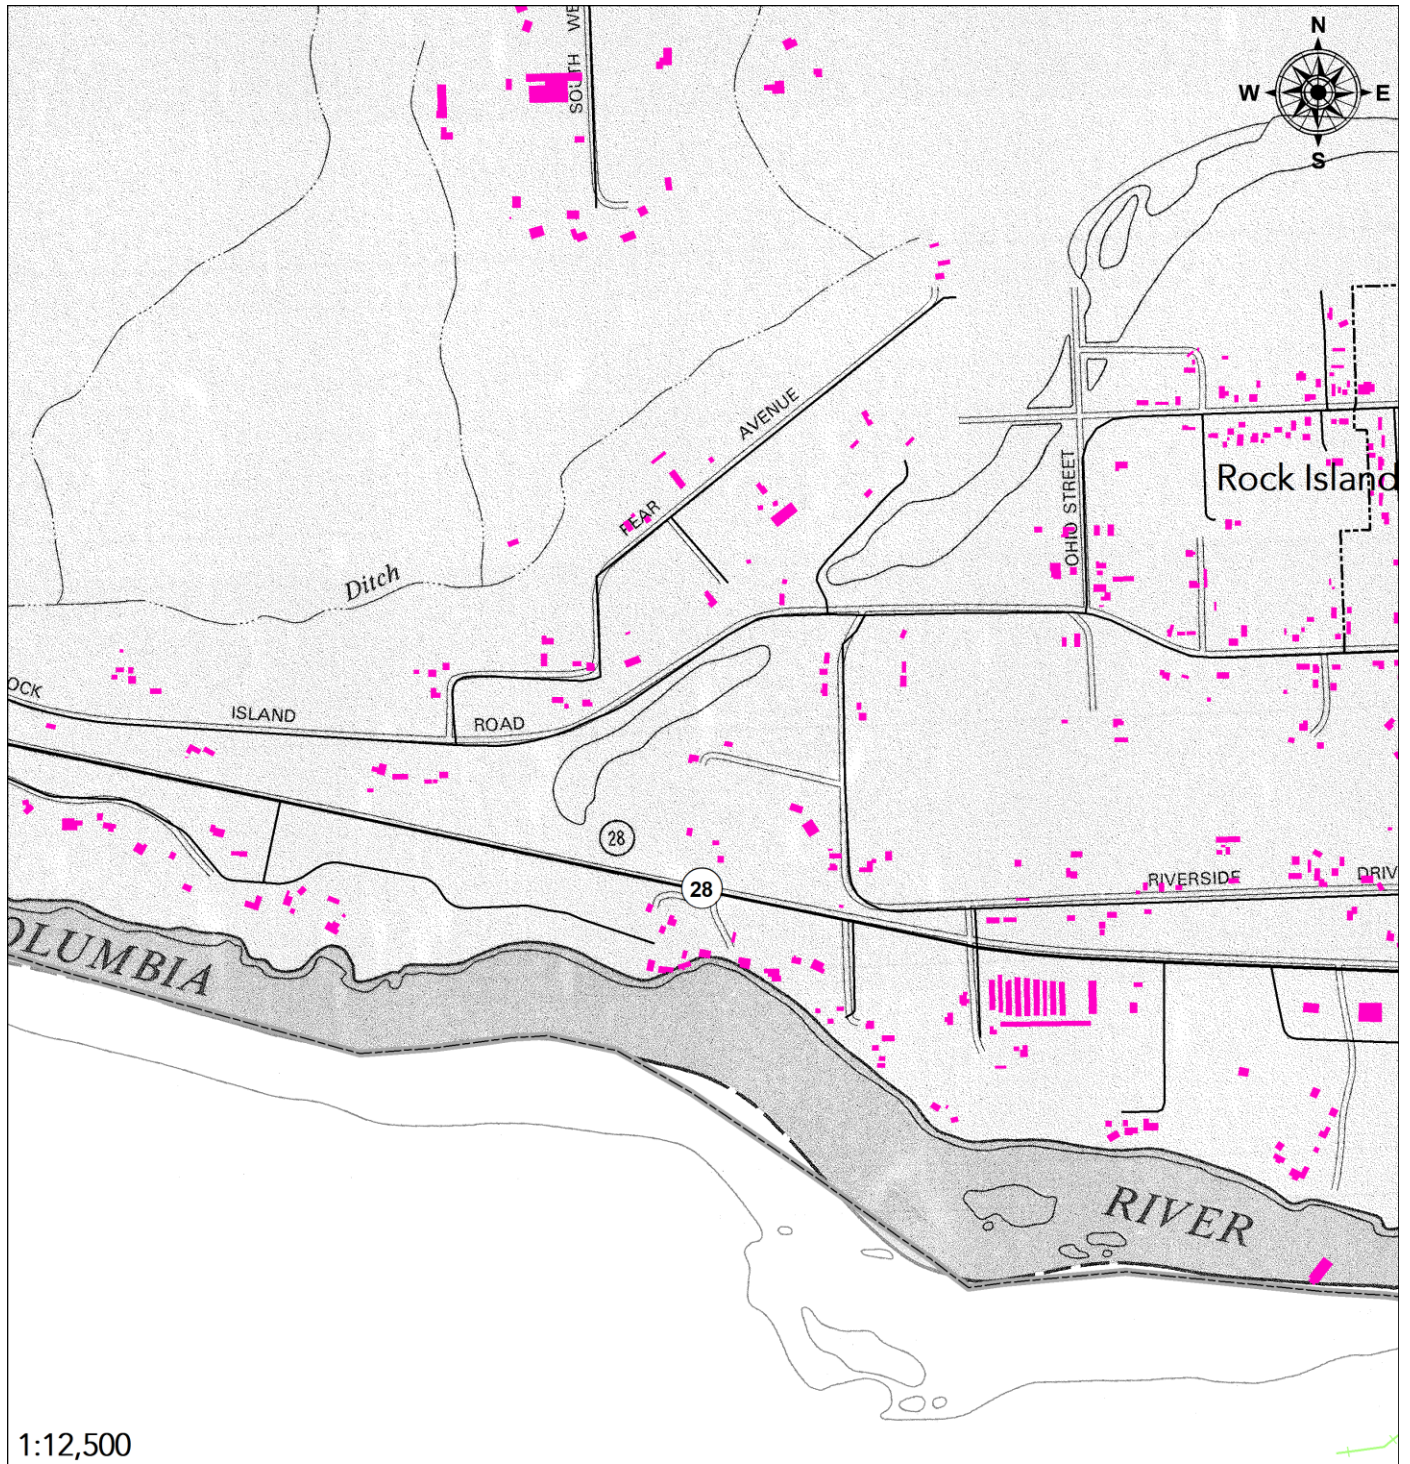 N
W E
S
SOUTH WE
AVENUE
PEAR
OHIO STREET
Rock Island
Ditch
OCK
ISLAND
ROAD
28
28
RIVERSIDE
DRIV
OLUMBIA
RIVER
1:12,500